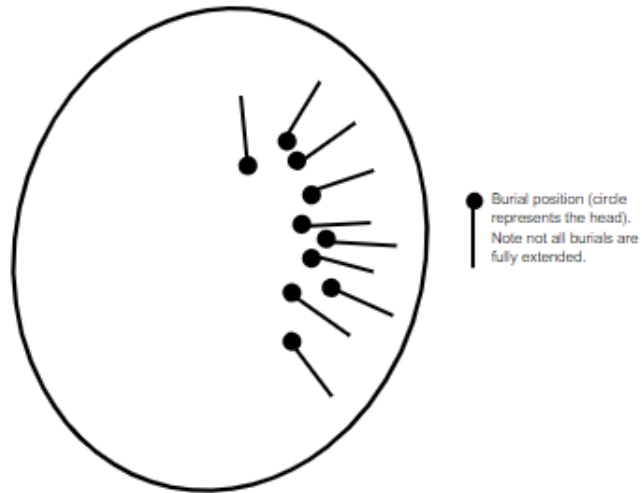 Burial position (circle
represents the head).
Note not all burials are
fully extended.